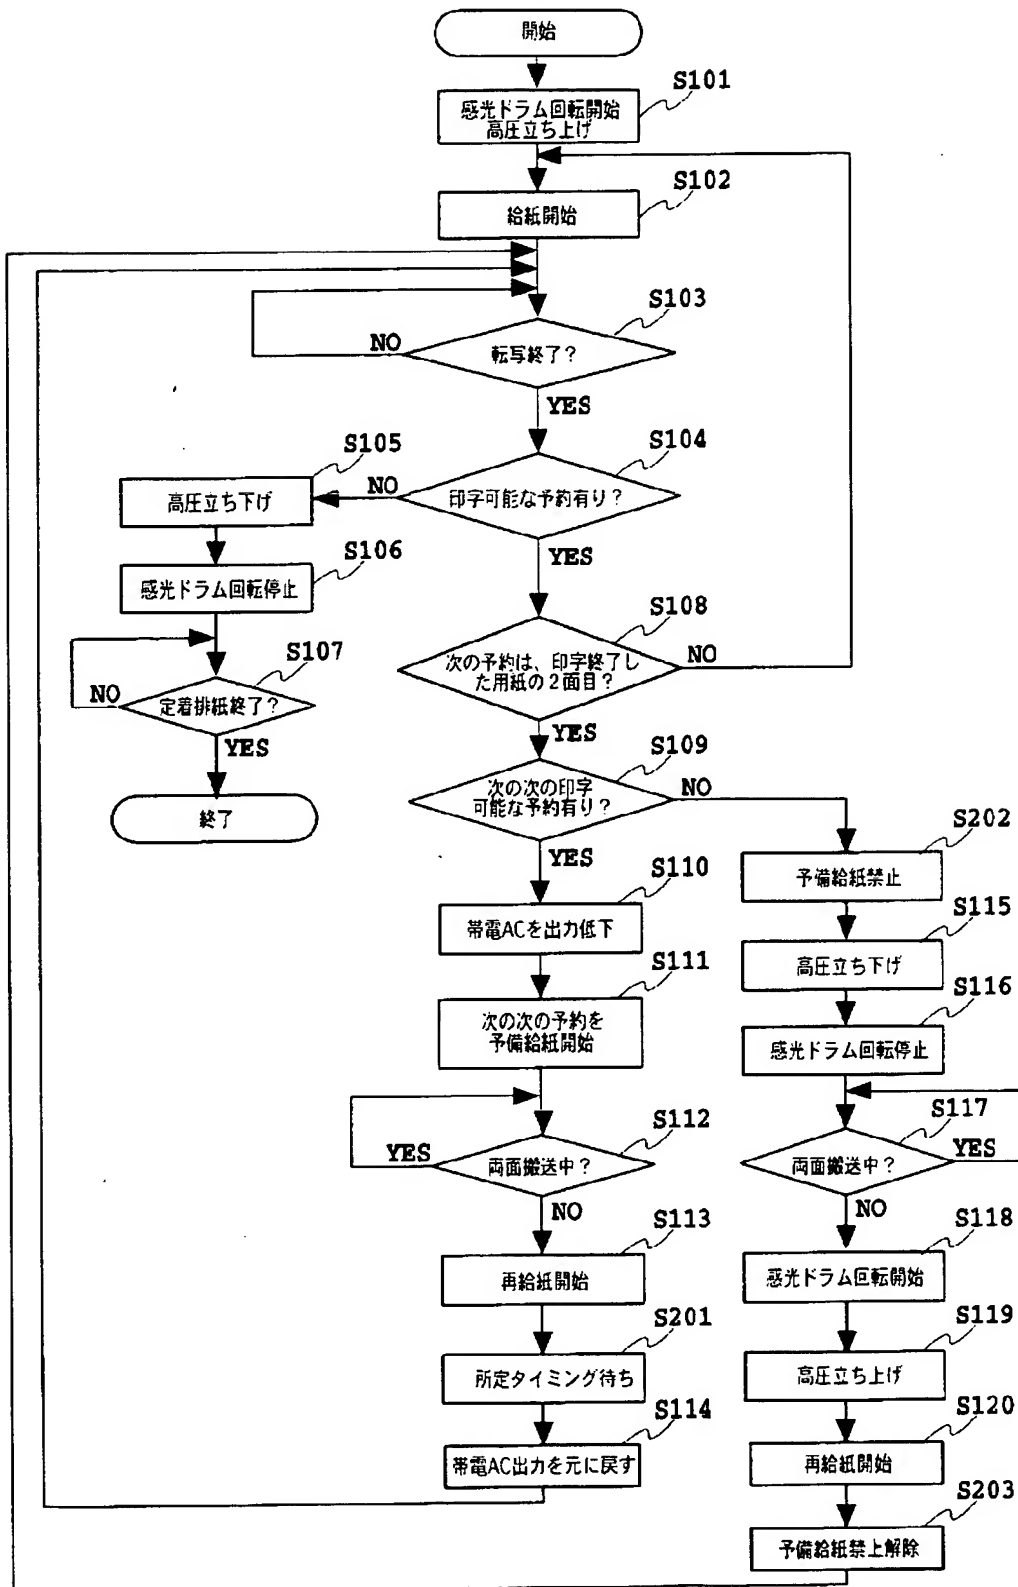 開始
S101
感光ドラム回転開始
高圧立ち上げ
S102
給紙開始
S103
転写終了？
NO
YES
S104
印字可能な予約有り？
NO
YES
S105
高圧立ち下げ
S106
感光ドラム回転停止
S107
定着排紙終了？
NO
YES
終了
S108
次の予約は、印字終了し
た用紙の２面目？
NO
YES
S109
次の次の印字
可能な予約有り？
NO
YES
S110
帯電ACを出力低下
S111
次の次の予約を
予備給紙開始
S112
両面搬送中？
YES
NO
S113
再給紙開始
S201
所定タイミング待ち
S114
帯電AC出力を元に戻す
S202
予備給紙禁止
S115
高圧立ち下げ
S116
感光ドラム回転停止
S117
両面搬送中？
YES
NO
S118
感光ドラム回転開始
S119
高圧立ち上げ
S120
再給紙開始
S203
予備給紙禁上解除